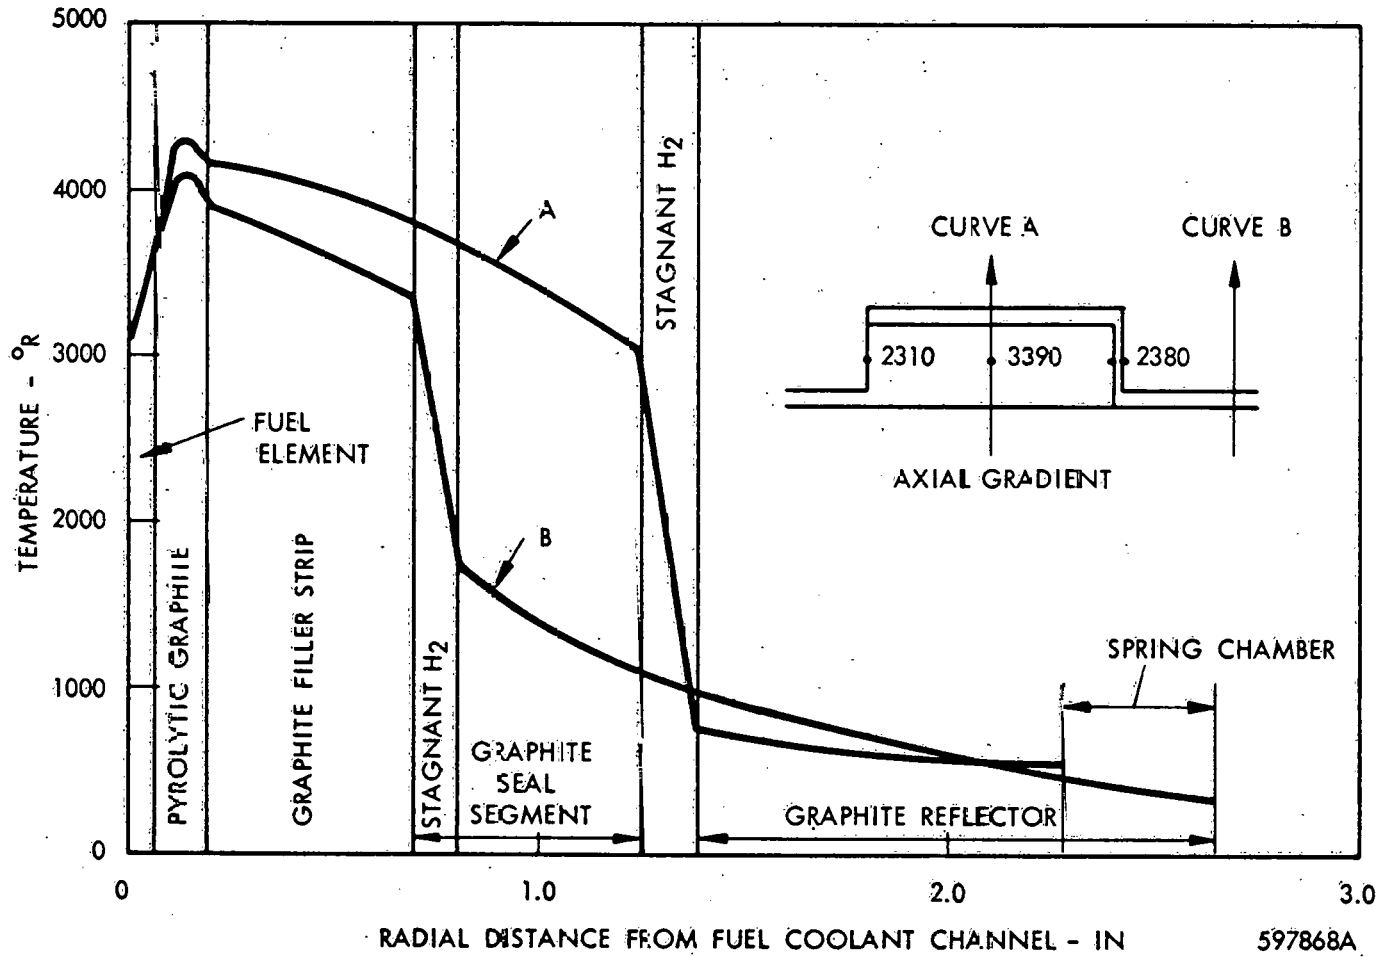 5000
4000
3000
2000
1000
0
TEMPERATURE - °R
FUEL
ELEMENT
PYROLYTIC GRAPHITE
GRAPHITE FILLER STRIP
STAGNANT H2
GRAPHITE
SEAL
SEGMENT
STAGNANT H2
A
B
CURVE A
CURVE B
2310
3390
2380
AXIAL GRADIENT
SPRING CHAMBER
GRAPHITE REFLECTOR
0
1.0
2.0
3.0
RADIAL DISTANCE FROM FUEL COOLANT CHANNEL - IN
597868A